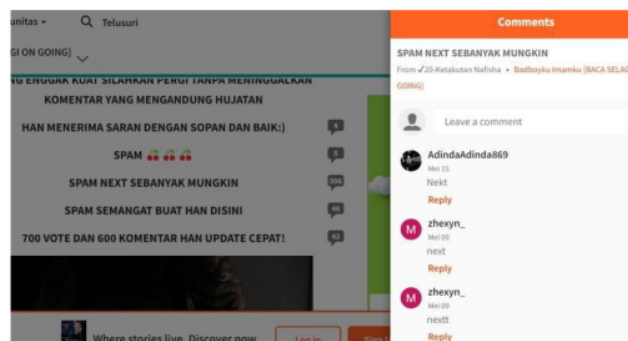 unitas
Telusuri
GI ON GOING]
NG ENGGAK KUAT SILAHKAN PERGI TANPA MENINGGALKAN
KOMENTAR YANG MENGANDUNG HUJATAN
HAN MENERIMA SARAN DENGAN SOPAN DAN BAIK:)
4
SPAM 🍒🍒🍒
5
SPAM NEXT SEBANYAK MUNGKIN
SPAM SEMANGAT BUAT HAN DISINI
46
700 VOTE DAN 600 KOMENTAR HAN UPDATE CEPAT!
42
Where stories live. Discover now
Log in
Comments
SPAM NEXT SEBANYAK MUNGKIN
From ✓20-Ketakutan Nafisha • Badboyku Imamku [BACA SELAG
GOING]
Leave a comment
AdindaAdinda869
Mei 15
Nekt
Reply
M
zhexyn_
Mei 09
next
Reply
M
zhexyn_
Mei 09
nextt
Reply